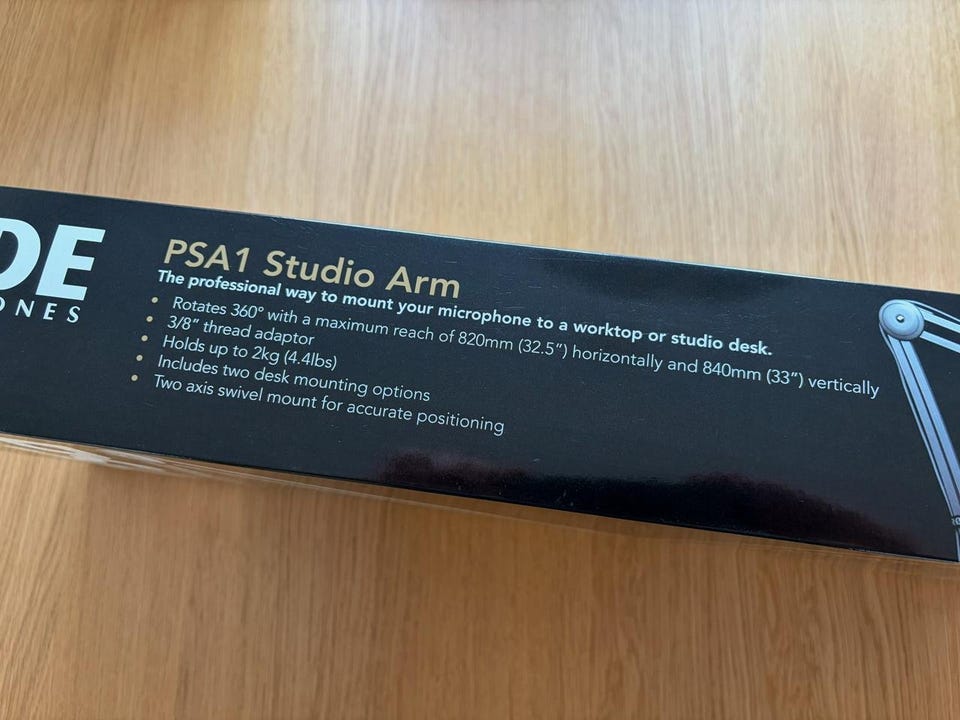 DE
ONES
PSA1 Studio Arm
The professional way to mount your microphone to a worktop or studio desk.
• Rotates 360° with a maximum reach of 820mm (32.5”) horizontally and 840mm (33”) vertically
• 3/8” thread adaptor
• Holds up to 2kg (4.4lbs)
• Includes two desk mounting options
• Two axis swivel mount for accurate positioning